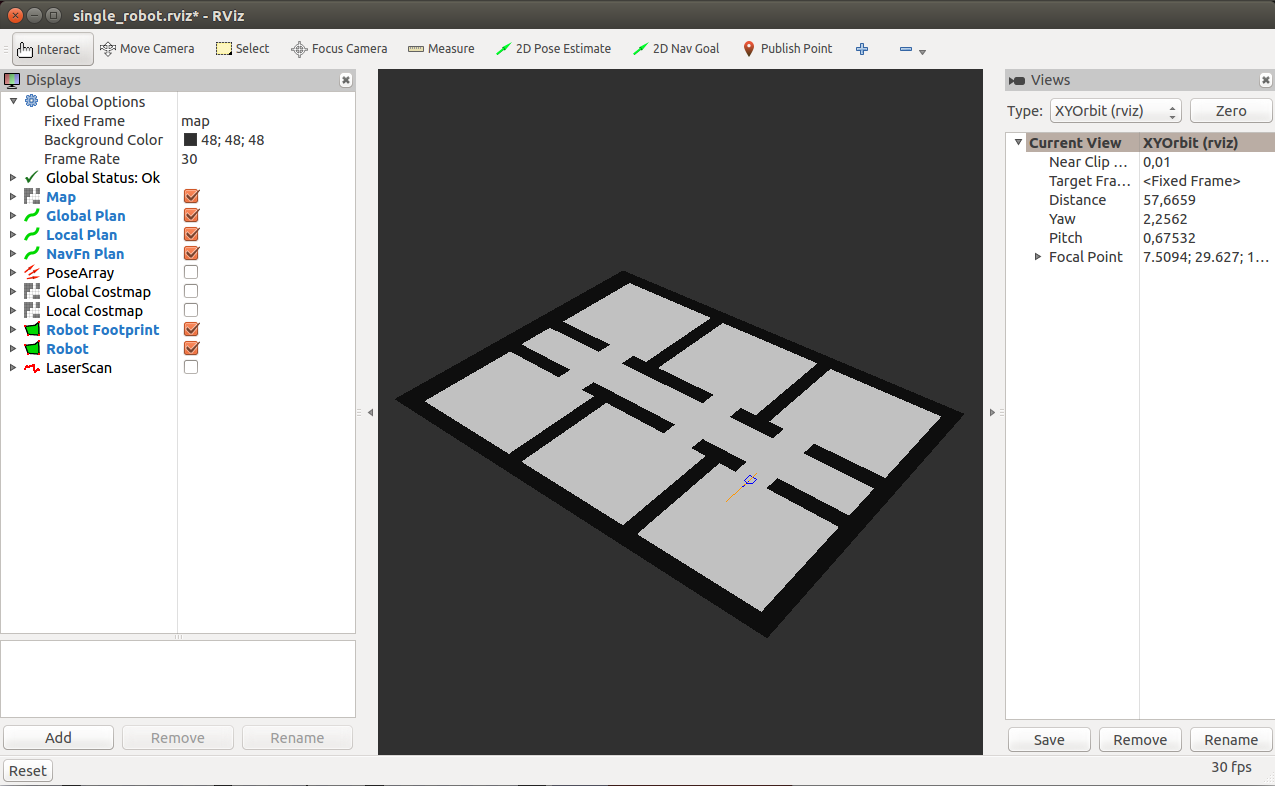 single_robot.rviz* - RViz
Interact Move Camera Select Focus Camera Measure 2D Pose Estimate 2D Nav Goal Publish Point
Displays
Global Options
Fixed Frame map
Background Color 48; 48; 48
Frame Rate 30
Global Status: Ok
Map
Global Plan
Local Plan
NavFn Plan
PoseArray
Global Costmap
Local Costmap
Robot Footprint
Robot
LaserScan
Add Remove Rename
Reset
Views
Type: XYOrbit (rviz) Zero
Current View XYOrbit (rviz)
Near Clip ... 0,01
Target Fra... <Fixed Frame>
Distance 57,6659
Yaw 2,2562
Pitch 0,67532
Focal Point 7.5094; 29.627; 1...
Save Remove Rename
30 fps